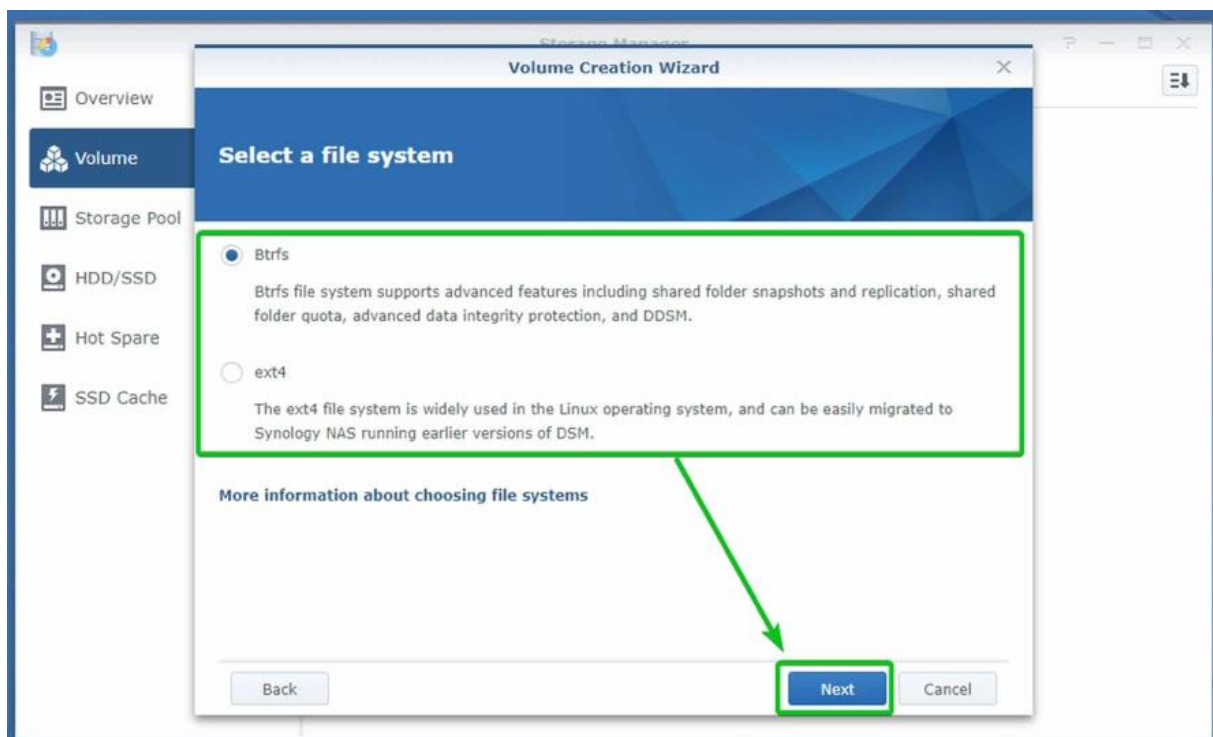 Storage Manager
Volume Creation Wizard
Overview
Volume
Storage Pool
HDD/SSD
Hot Spare
SSD Cache
Select a file system
Btrfs
Btrfs file system supports advanced features including shared folder snapshots and replication, shared
folder quota, advanced data integrity protection, and DDSM.
ext4
The ext4 file system is widely used in the Linux operating system, and can be easily migrated to
Synology NAS running earlier versions of DSM.
More information about choosing file systems
Back
Next
Cancel